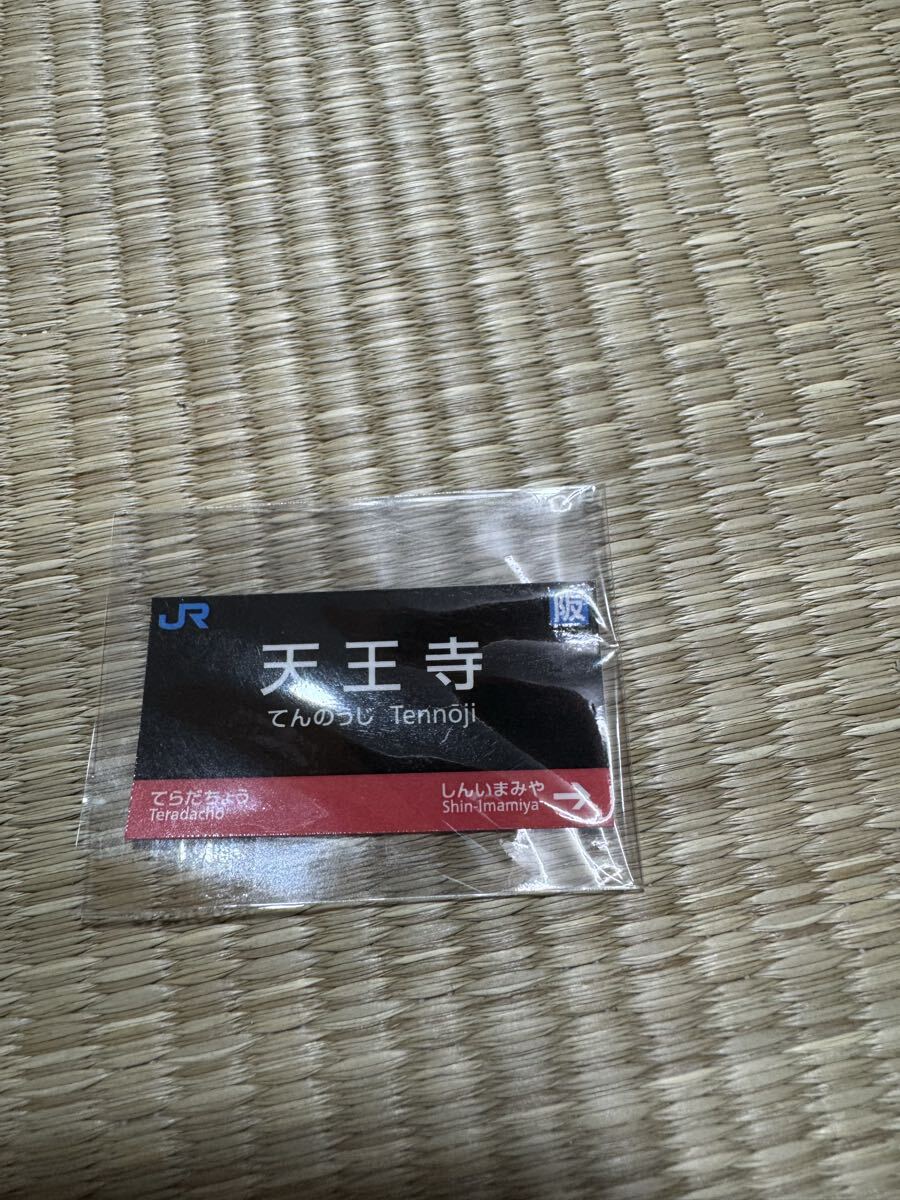 JR 阪
天王寺
てんのうじ Tennōji
てらだちょう しんいまみや →
Teradachō Shin-Imamiya